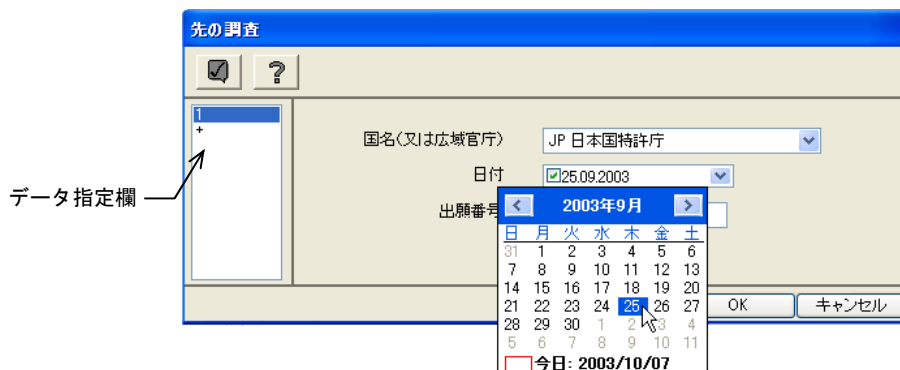 先の調査
?
1
+
データ指定欄
国名(又は広域官庁)
JP 日本国特許庁
日付
25.09.2003
出願番号
< 2003年9月 >
日 月 火 水 木 金 土
31 1 2 3 4 5 6
7 8 9 10 11 12 13
14 15 16 17 18 19 20
21 22 23 24 25 26 27
28 29 30 1 2 3 4
5 6 7 8 9 10 11
今日: 2003/10/07
OK
キャンセル